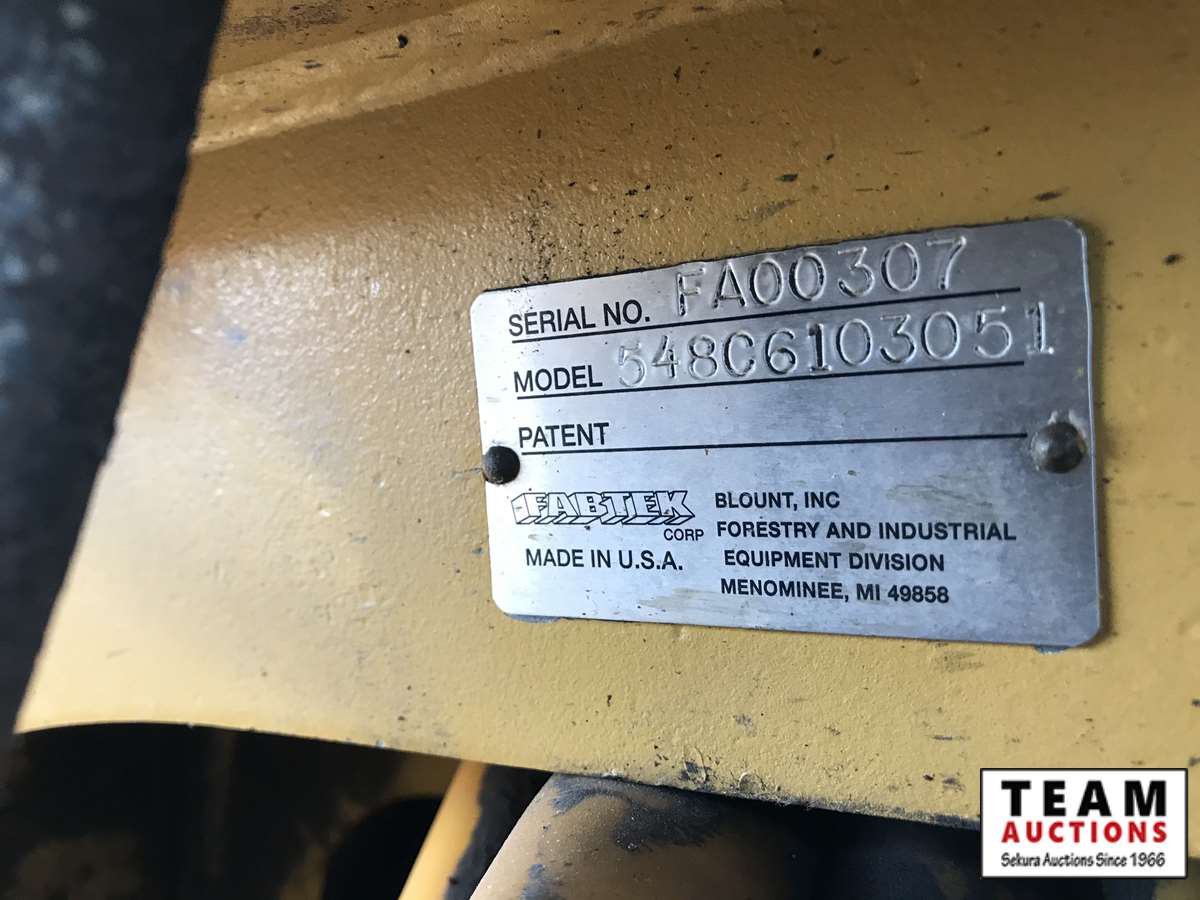 SERIAL NO. FA00307
MODEL 548C6103051
PATENT
FABTEK
CORP
MADE IN U.S.A.
BLOUNT, INC
FORESTRY AND INDUSTRIAL
EQUIPMENT DIVISION
MENOMINEE, MI 49858
TEAM
AUCTIONS
Sekura Auctions Since 1966